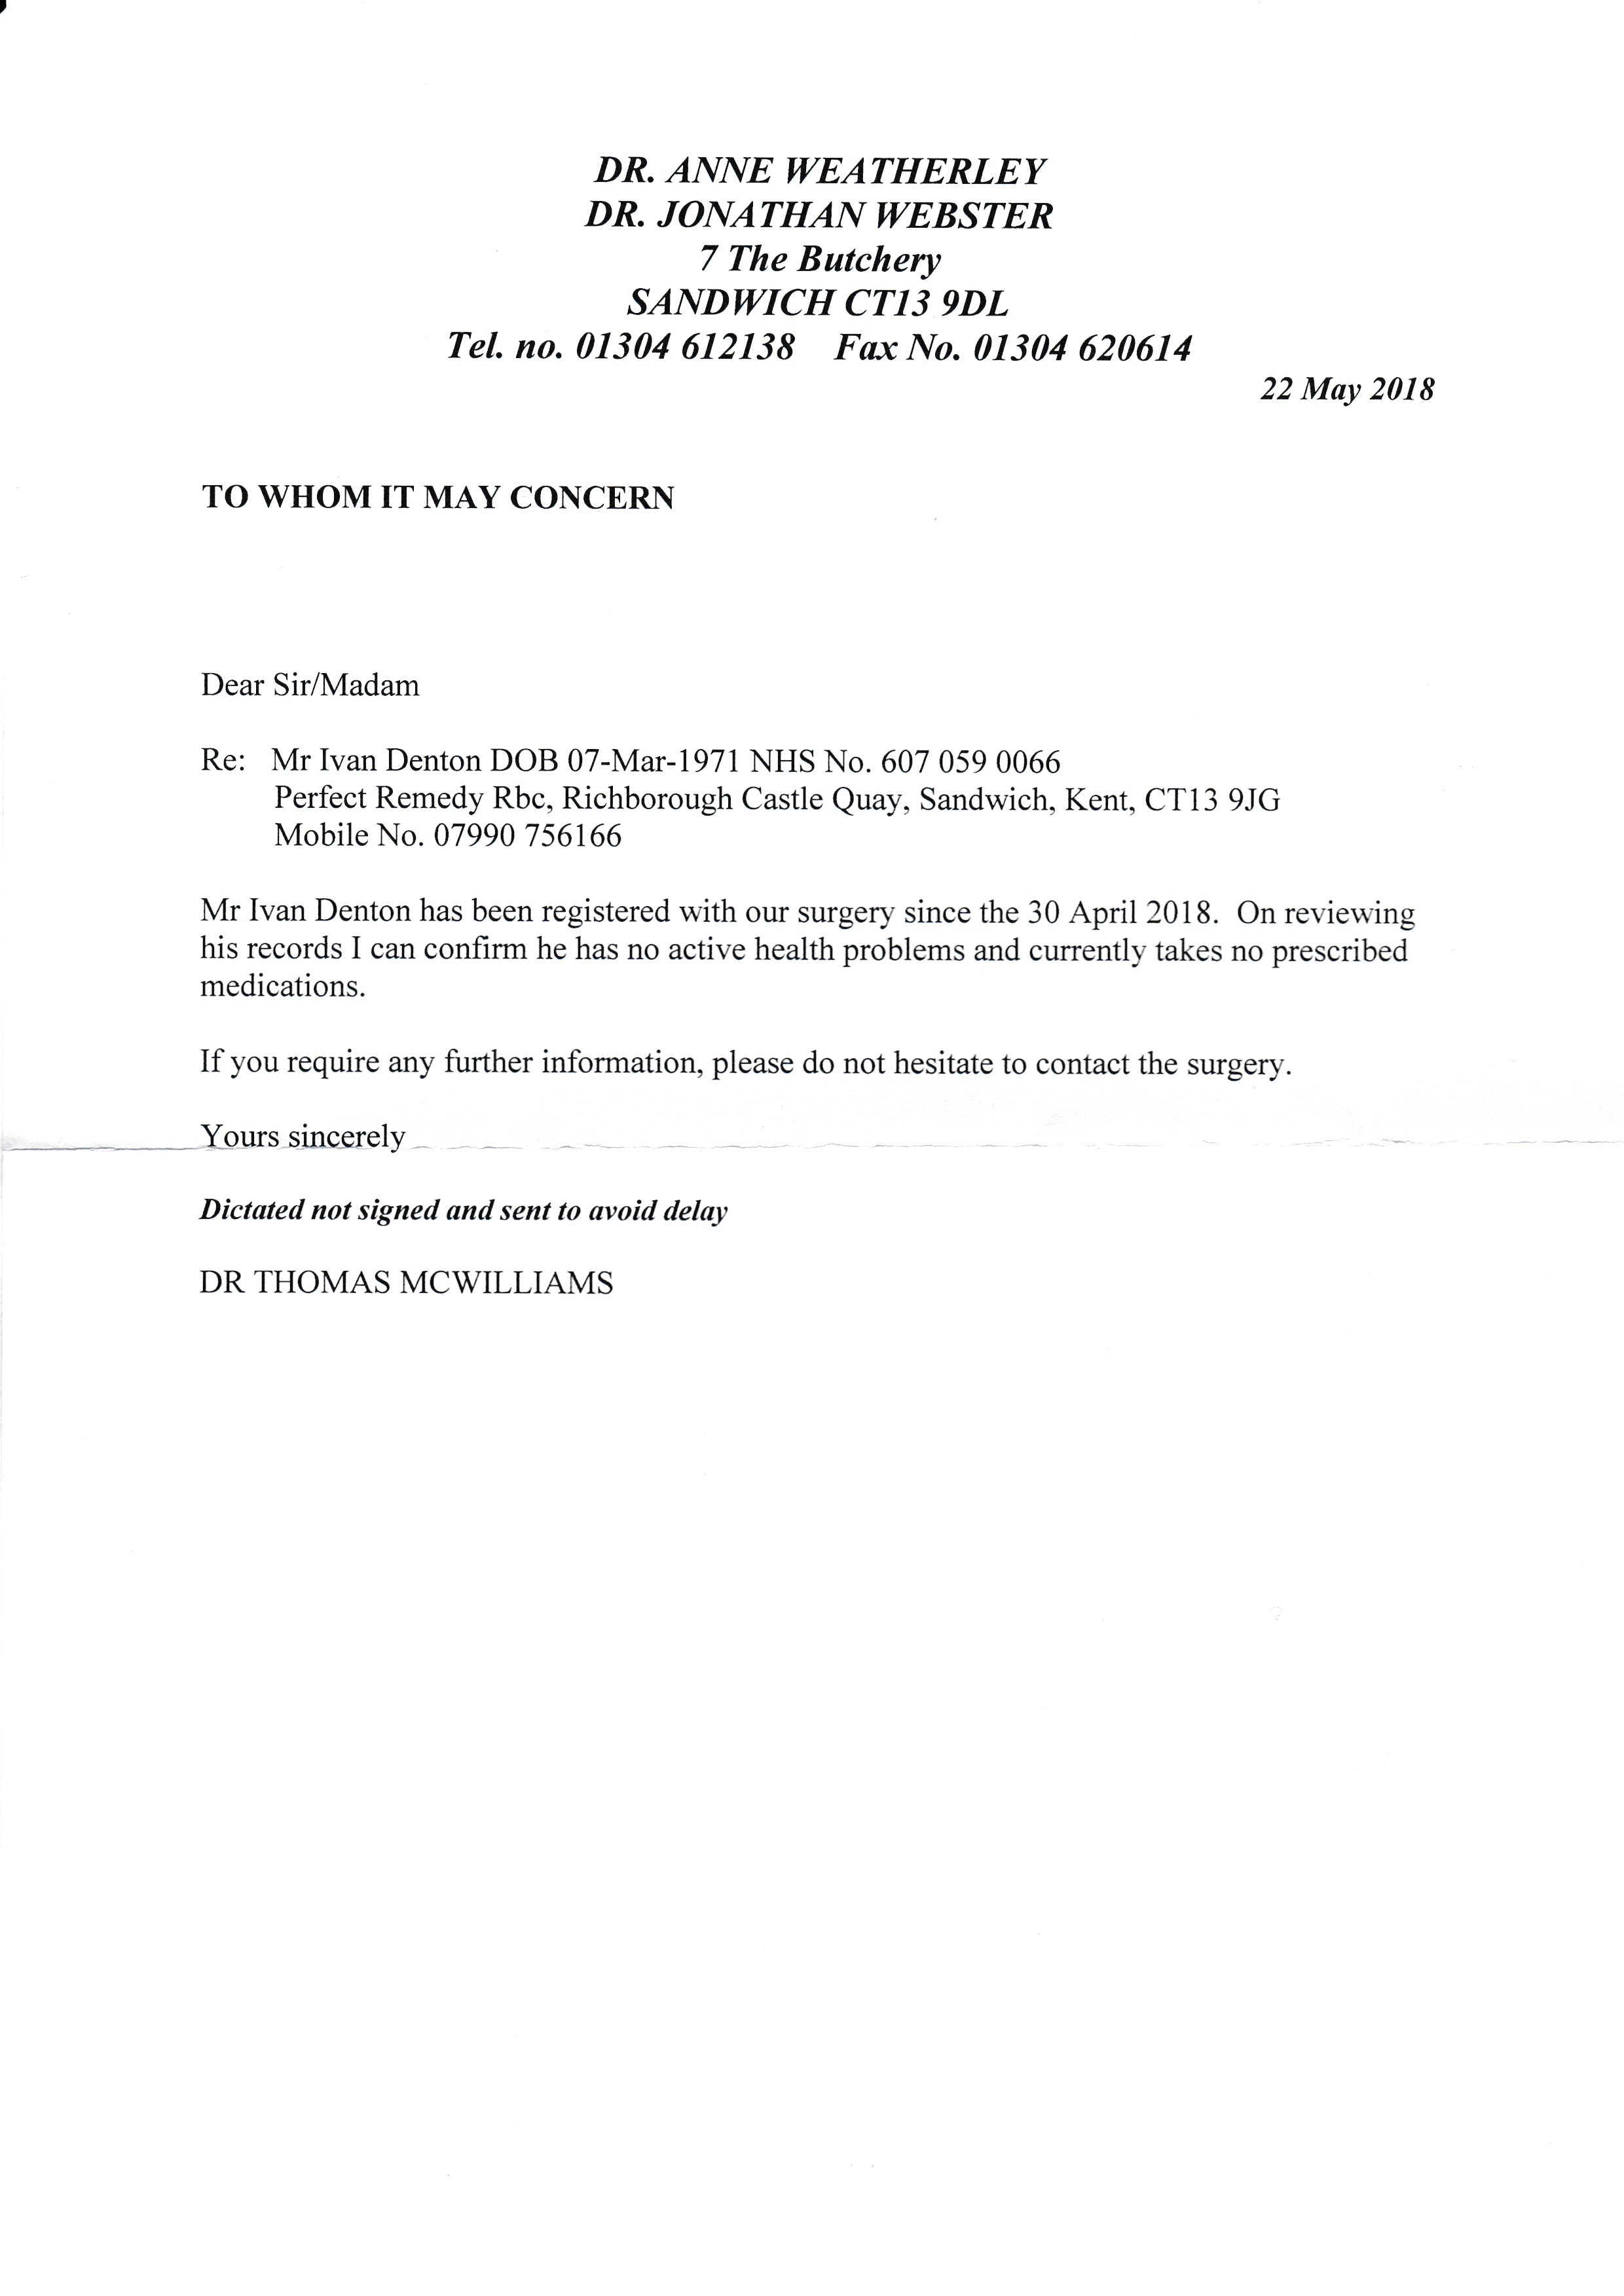 DR. ANNE WEATHERLEY
DR. JONATHAN WEBSTER
7 The Butchery
SANDWICH CT13 9DL
Tel. no. 01304 612138 Fax No. 01304 620614
22 May 2018
TO WHOM IT MAY CONCERN
Dear Sir/Madam
Re: Mr Ivan Denton DOB 07-Mar-1971 NHS No. 607 059 0066
Perfect Remedy Rbc, Richborough Castle Quay, Sandwich, Kent, CT13 9JG
Mobile No. 07990 756166
Mr Ivan Denton has been registered with our surgery since the 30 April 2018. On reviewing
his records I can confirm he has no active health problems and currently takes no prescribed
medications.
If you require any further information, please do not hesitate to contact the surgery.
Yours sincerely
Dictated not signed and sent to avoid delay
DR THOMAS MCWILLIAMS